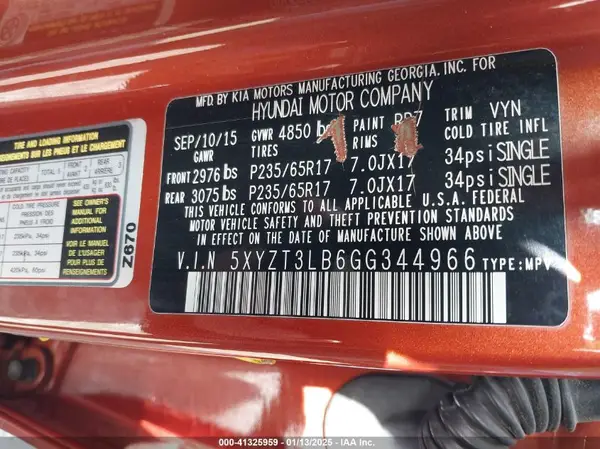 MFD. BY KIA MOTORS MANUFACTURING GEORGIA. INC. FOR
HYUNDAI MOTOR COMPANY
SEP/10/15 GVWR 4850 lbs PAINT TRIM VYN
GAWR TIRES RIMS COLD TIRE INFL
FRONT 2976 lbs P235/65R17 7.0JX17 34psi SINGLE
REAR 3075 lbs P235/65R17 7.0JX17 34psi SINGLE
THIS VEHICLE CONFORMS TO ALL APPLICABLE U.S.A. FEDERAL
MOTOR VEHICLE SAFETY AND THEFT PREVENTION STANDARDS
IN EFFECT ON THE DATE OF MANUFACTURE SHOWN ABOVE.
V.I.N 5XYZT3LB6GG344966 TYPE:MPV
TIRE AND LOADING INFORMATION
SEE OWNER'S
MANUAL FOR
ADDITIONAL
INFORMATION
VOIR LE MANUEL
DE L'USAGER
POUR PLUS DE
Z670
000-41325959 — 01/13/2025 — IAA Inc.